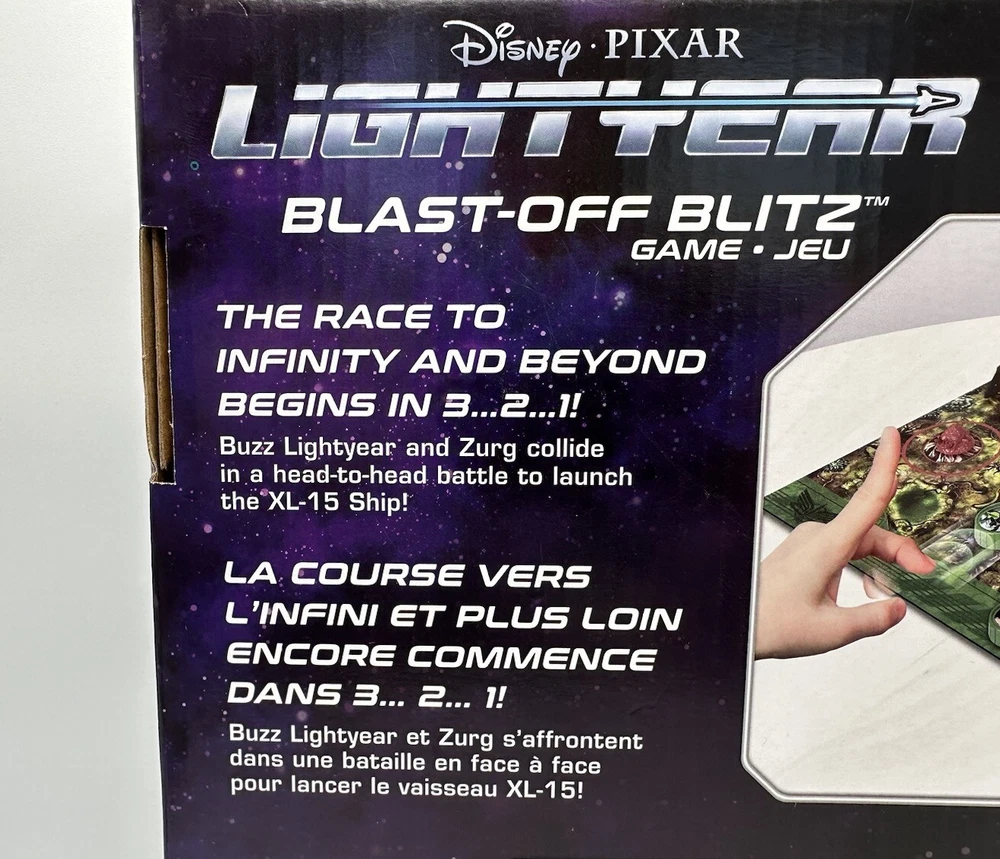 Disney · PIXAR
LIGHTYEAR
BLAST-OFF BLITZ™
GAME • JEU
THE RACE TO
INFINITY AND BEYOND
BEGINS IN 3...2...1!
Buzz Lightyear and Zurg collide
in a head-to-head battle to launch
the XL-15 Ship!
LA COURSE VERS
L'INFINI ET PLUS LOIN
ENCORE COMMENCE
DANS 3... 2... 1!
Buzz Lightyear et Zurg s'affrontent
dans une bataille en face à face
pour lancer le vaisseau XL-15!